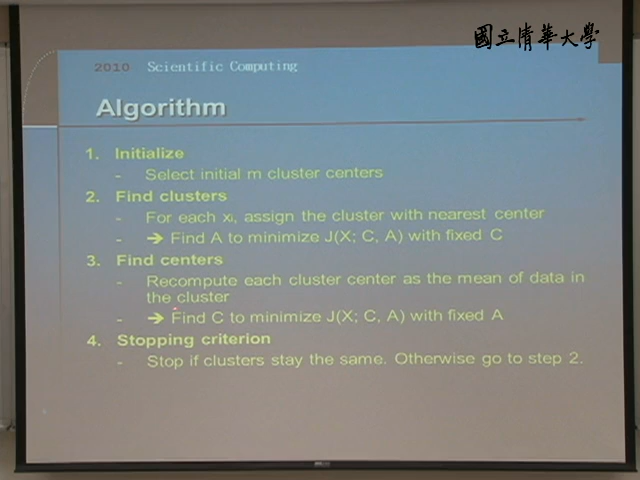 國立清華大學
2010 Scientific Computing
Algorithm
1. Initialize
- Select initial m cluster centers
2. Find clusters
- For each xᵢ, assign the cluster with nearest center
- ➔ Find A to minimize J(X; C, A) with fixed C
3. Find centers
- Recompute each cluster center as the mean of data in
the cluster
- ➔ Find C to minimize J(X; C, A) with fixed A
4. Stopping criterion
- Stop if clusters stay the same. Otherwise go to step 2.